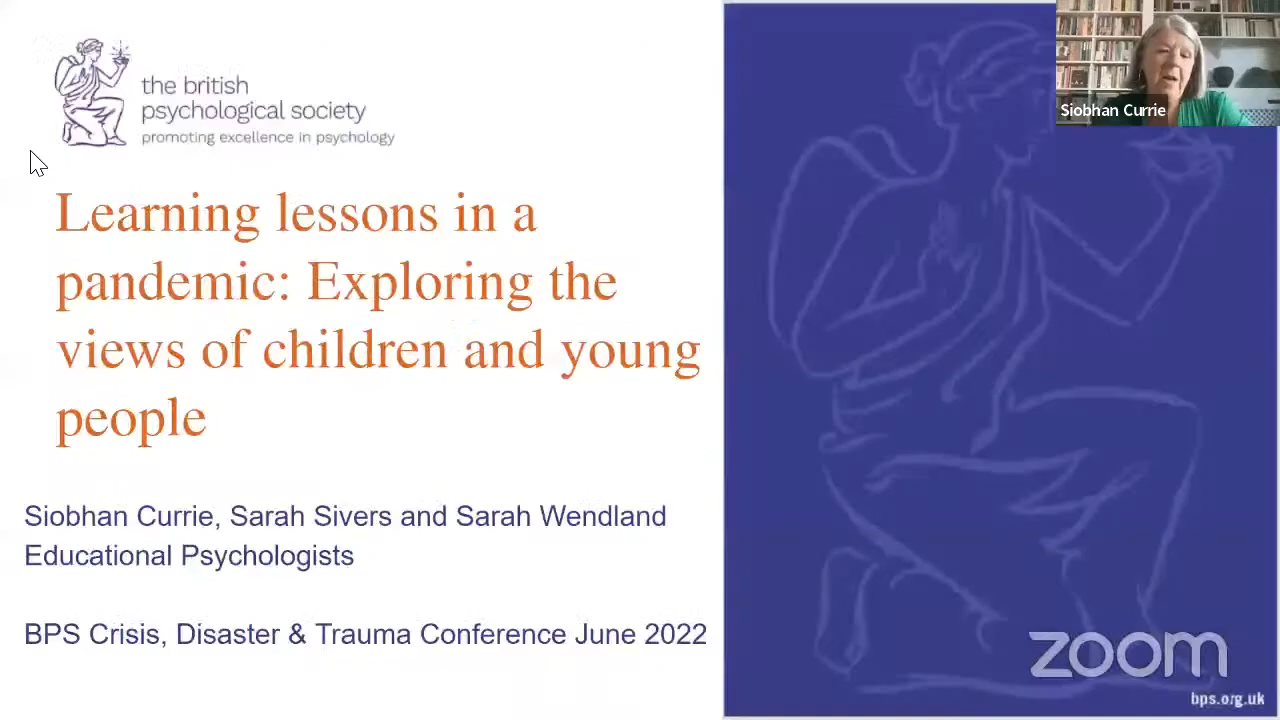 the british
psychological society
promoting excellence in psychology
Siobhan Currie
Learning lessons in a
pandemic: Exploring the
views of children and young
people
Siobhan Currie, Sarah Sivers and Sarah Wendland
Educational Psychologists
BPS Crisis, Disaster & Trauma Conference June 2022
zoom
bps.org.uk